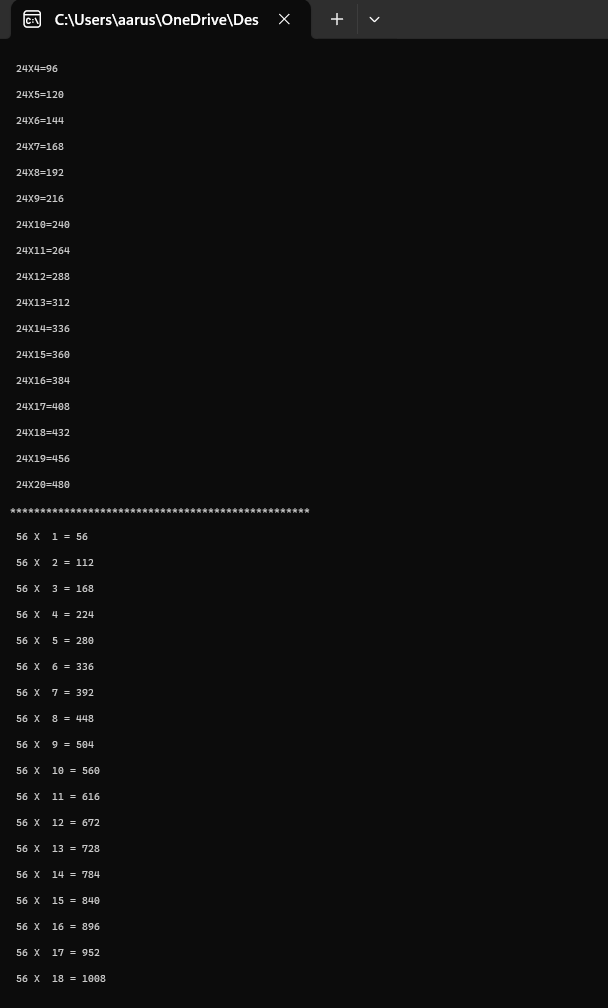 C:\Users\aarus\OneDrive\Des
24X4=96
24X5=120
24X6=144
24X7=168
24X8=192
24X9=216
24X10=240
24X11=264
24X12=288
24X13=312
24X14=336
24X15=360
24X16=384
24X17=408
24X18=432
24X19=456
24X20=480
**************************************************
56 X  1 = 56
56 X  2 = 112
56 X  3 = 168
56 X  4 = 224
56 X  5 = 280
56 X  6 = 336
56 X  7 = 392
56 X  8 = 448
56 X  9 = 504
56 X  10 = 560
56 X  11 = 616
56 X  12 = 672
56 X  13 = 728
56 X  14 = 784
56 X  15 = 840
56 X  16 = 896
56 X  17 = 952
56 X  18 = 1008